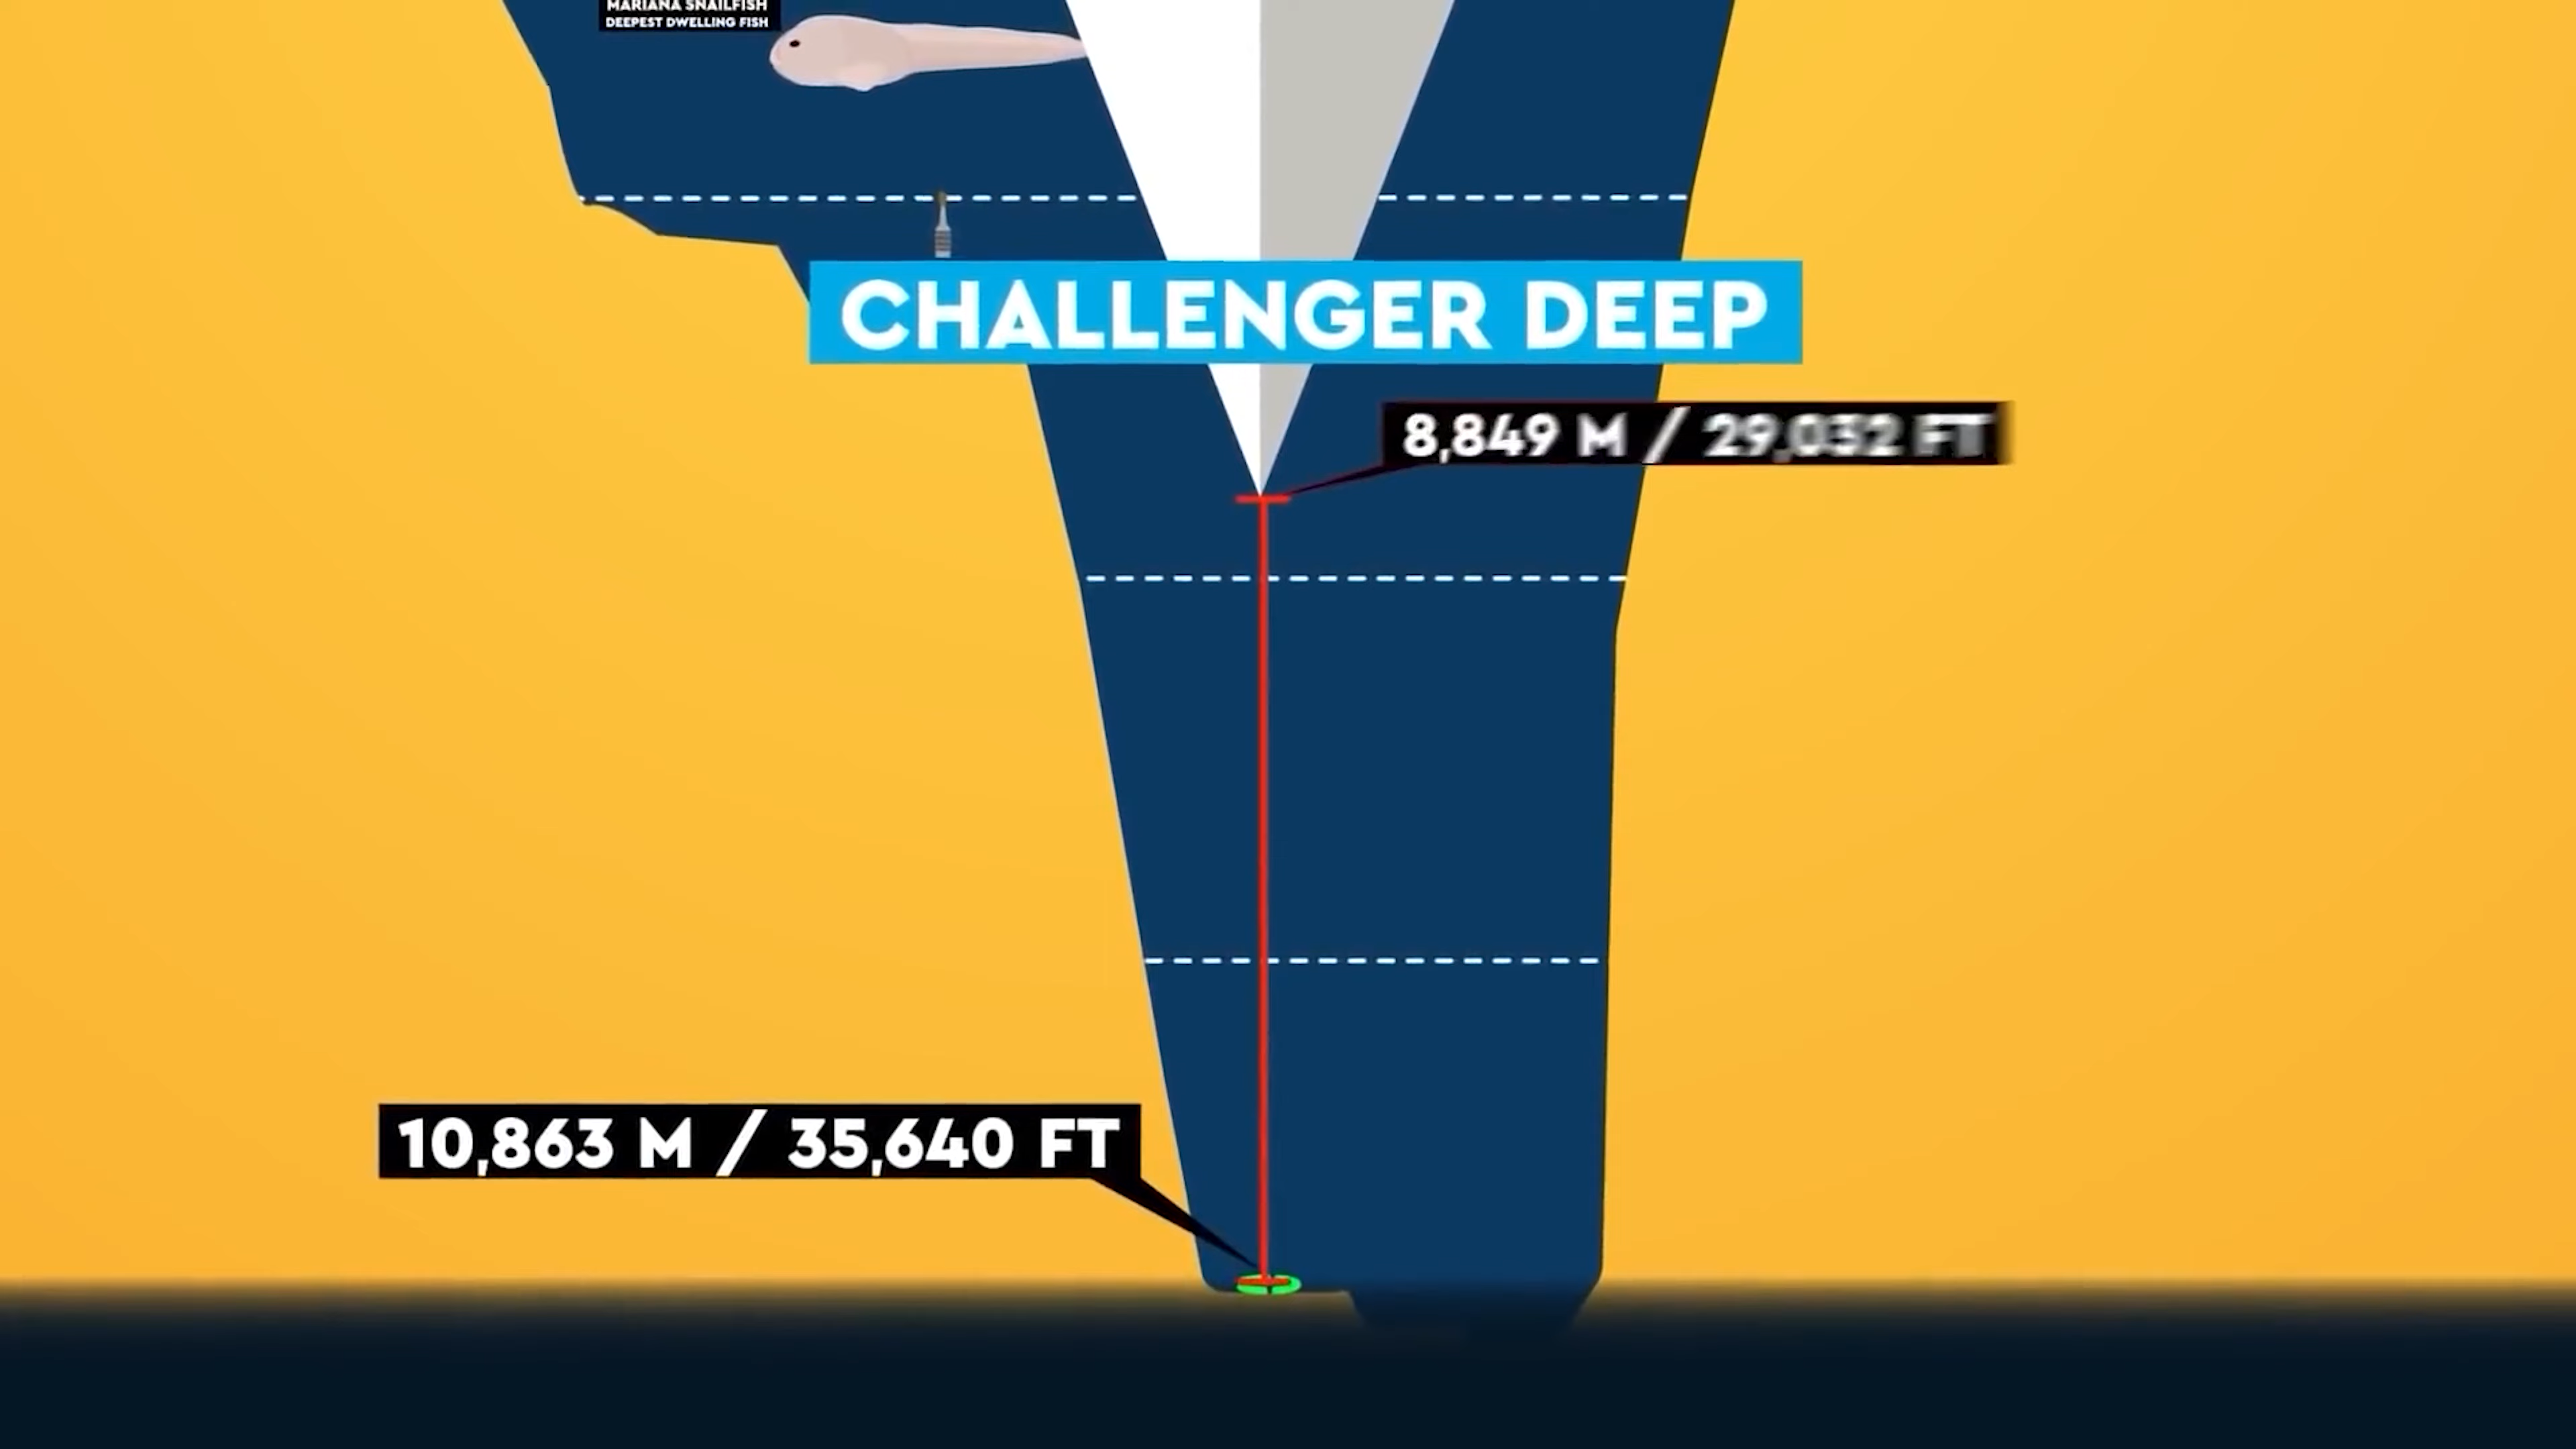 MARIANA SNAILFISH
DEEPEST DWELLING FISH
CHALLENGER DEEP
8,849 M / 29,032 FT
10,863 M / 35,640 FT